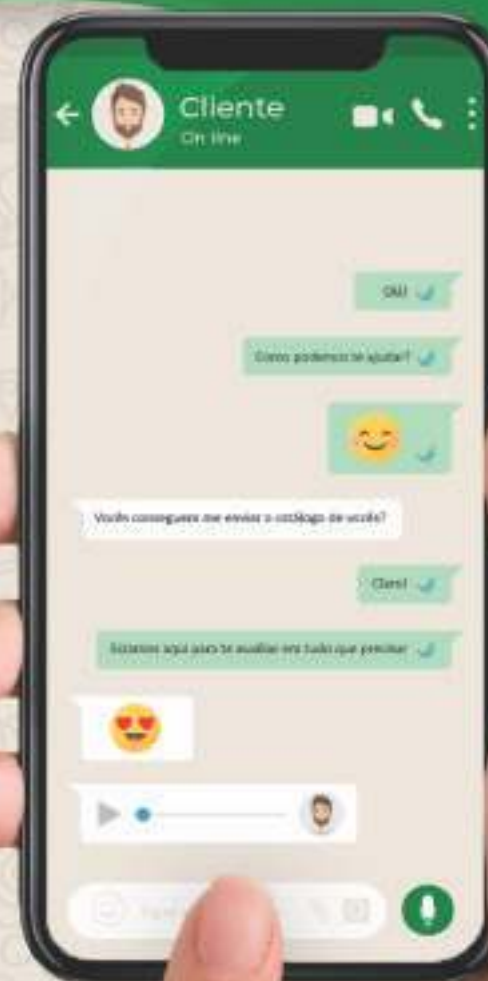 Cliente
On line
Olá!
Como podemos te ajudar?
Vocês conseguem me enviar o catálogo de vocês?
Claro!
Estamos aqui para te auxiliar em tudo que precisar